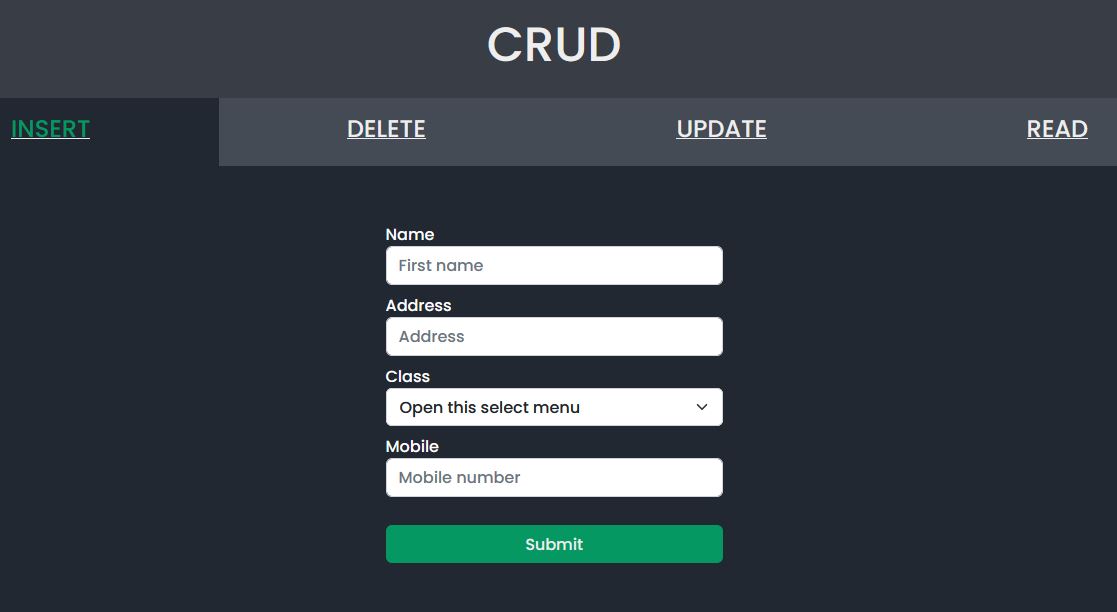 CRUD
INSERT DELETE UPDATE READ
Name
First name
Address
Address
Class
Open this select menu
Mobile
Mobile number
Submit